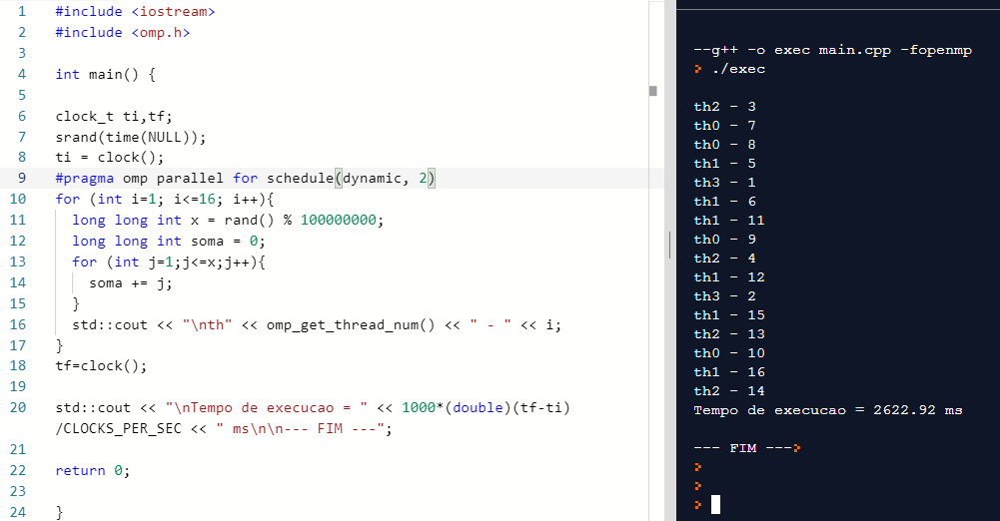 1 #include <iostream>
2 #include <omp.h>
3
4 int main() {
5
6 clock_t ti,tf;
7 srand(time(NULL));
8 ti = clock();
9 #pragma omp parallel for schedule(dynamic, 2)
10 for (int i=1; i<=16; i++){
11 long long int x = rand() % 100000000;
12 long long int soma = 0;
13 for (int j=1;j<=x;j++){
14 soma += j;
15 }
16 std::cout << "\nth" << omp_get_thread_num() << " - " << i;
17 }
18 tf=clock();
19
20 std::cout << "\nTempo de execucao = " << 1000*(double)(tf-ti)
/CLOCKS_PER_SEC << " ms\n\n--- FIM ---";
21
22 return 0;
23
24 }
--g++ -o exec main.cpp -fopenmp
> ./exec
th2 - 3
th0 - 7
th0 - 8
th1 - 5
th3 - 1
th1 - 6
th1 - 11
th0 - 9
th2 - 4
th1 - 12
th3 - 2
th1 - 15
th2 - 13
th0 - 10
th1 - 16
th2 - 14
Tempo de execucao = 2622.92 ms
--- FIM --->
>
>
>